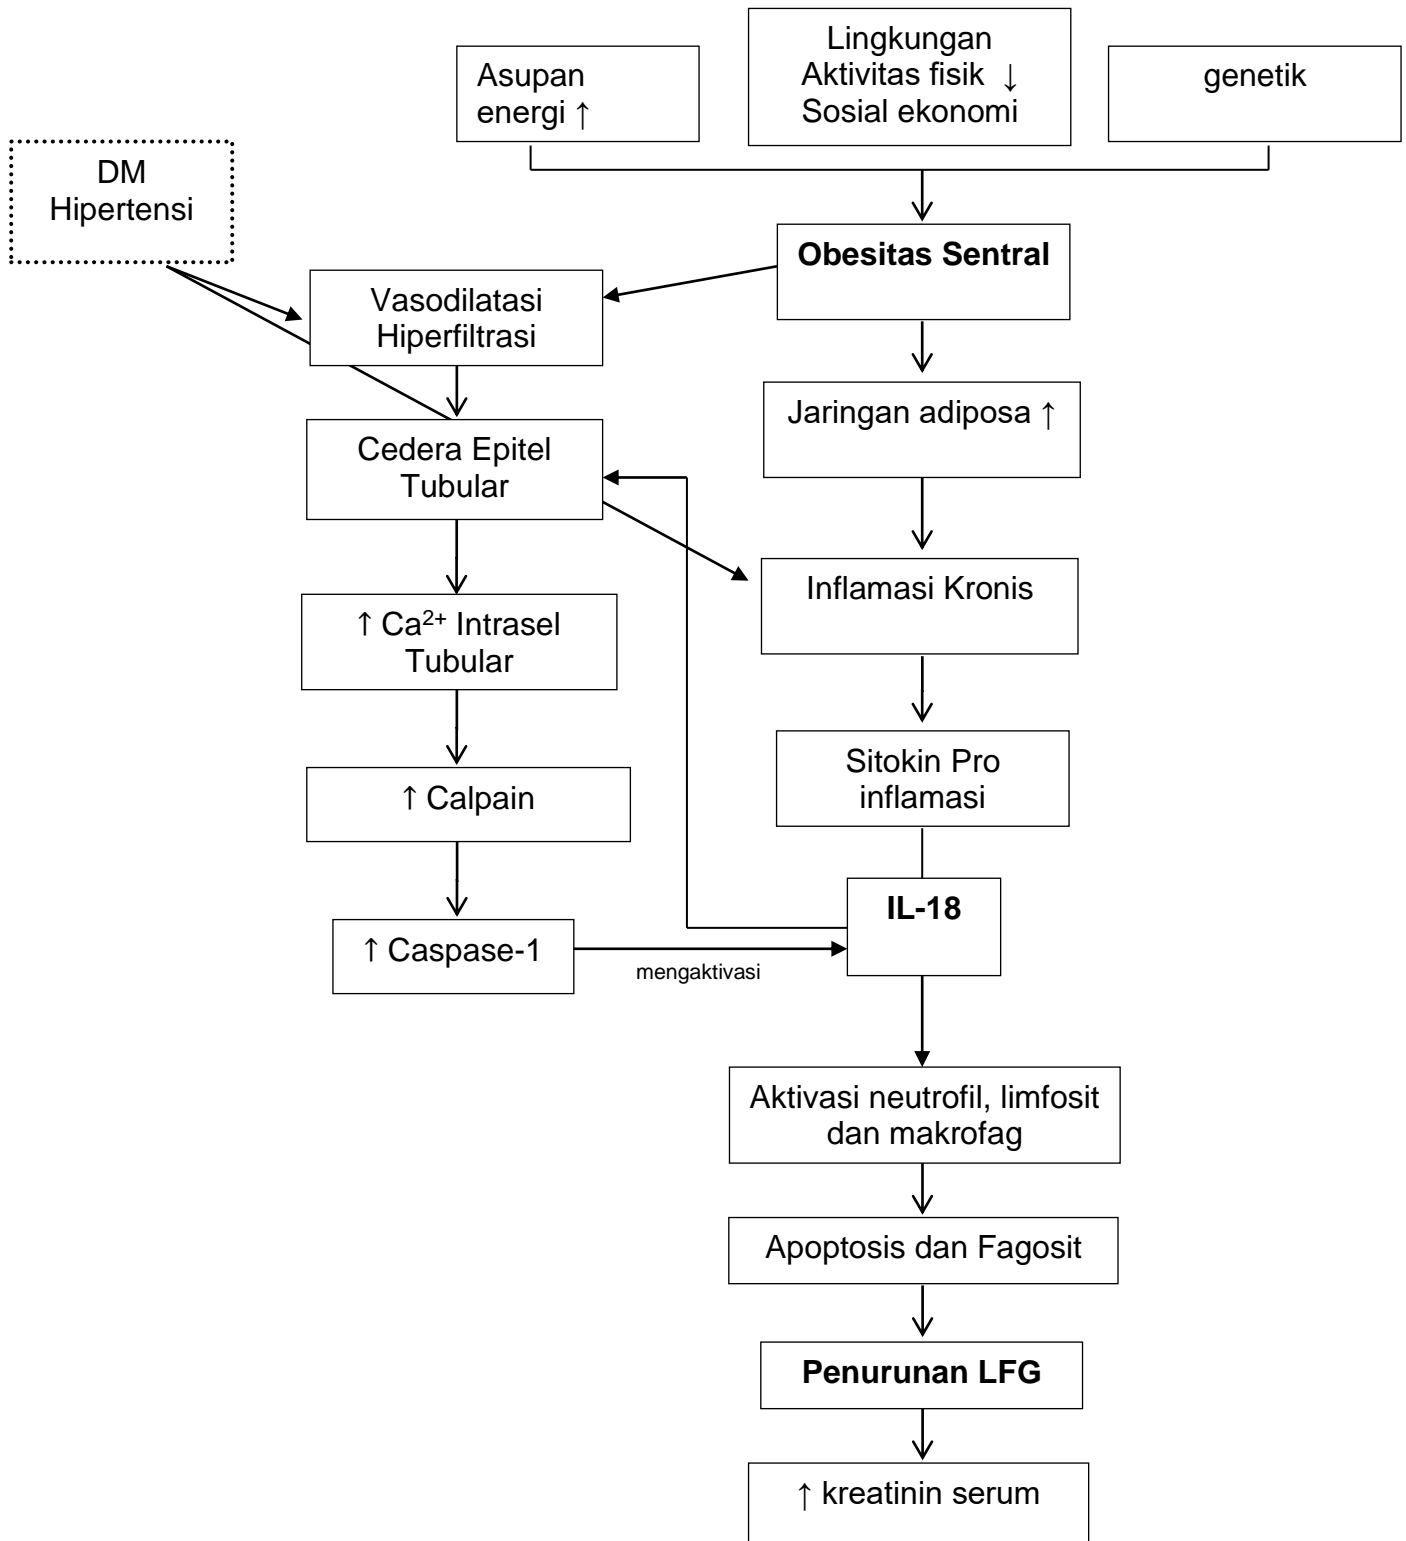 Lingkungan
Aktivitas fisik ↓
Sosial ekonomi
Asupan
energi ↑
genetik
DM
Hipertensi
Obesitas Sentral
Vasodilatasi
Hiperfiltrasi
Jaringan adiposa ↑
Cedera Epitel
Tubular
Inflamasi Kronis
↑ Ca²⁺ Intrasel
Tubular
Sitokin Pro
inflamasi
↑ Calpain
IL-18
↑ Caspase-1
mengaktivasi
Aktivasi neutrofil, limfosit
dan makrofag
Apoptosis dan Fagosit
Penurunan LFG
↑ kreatinin serum